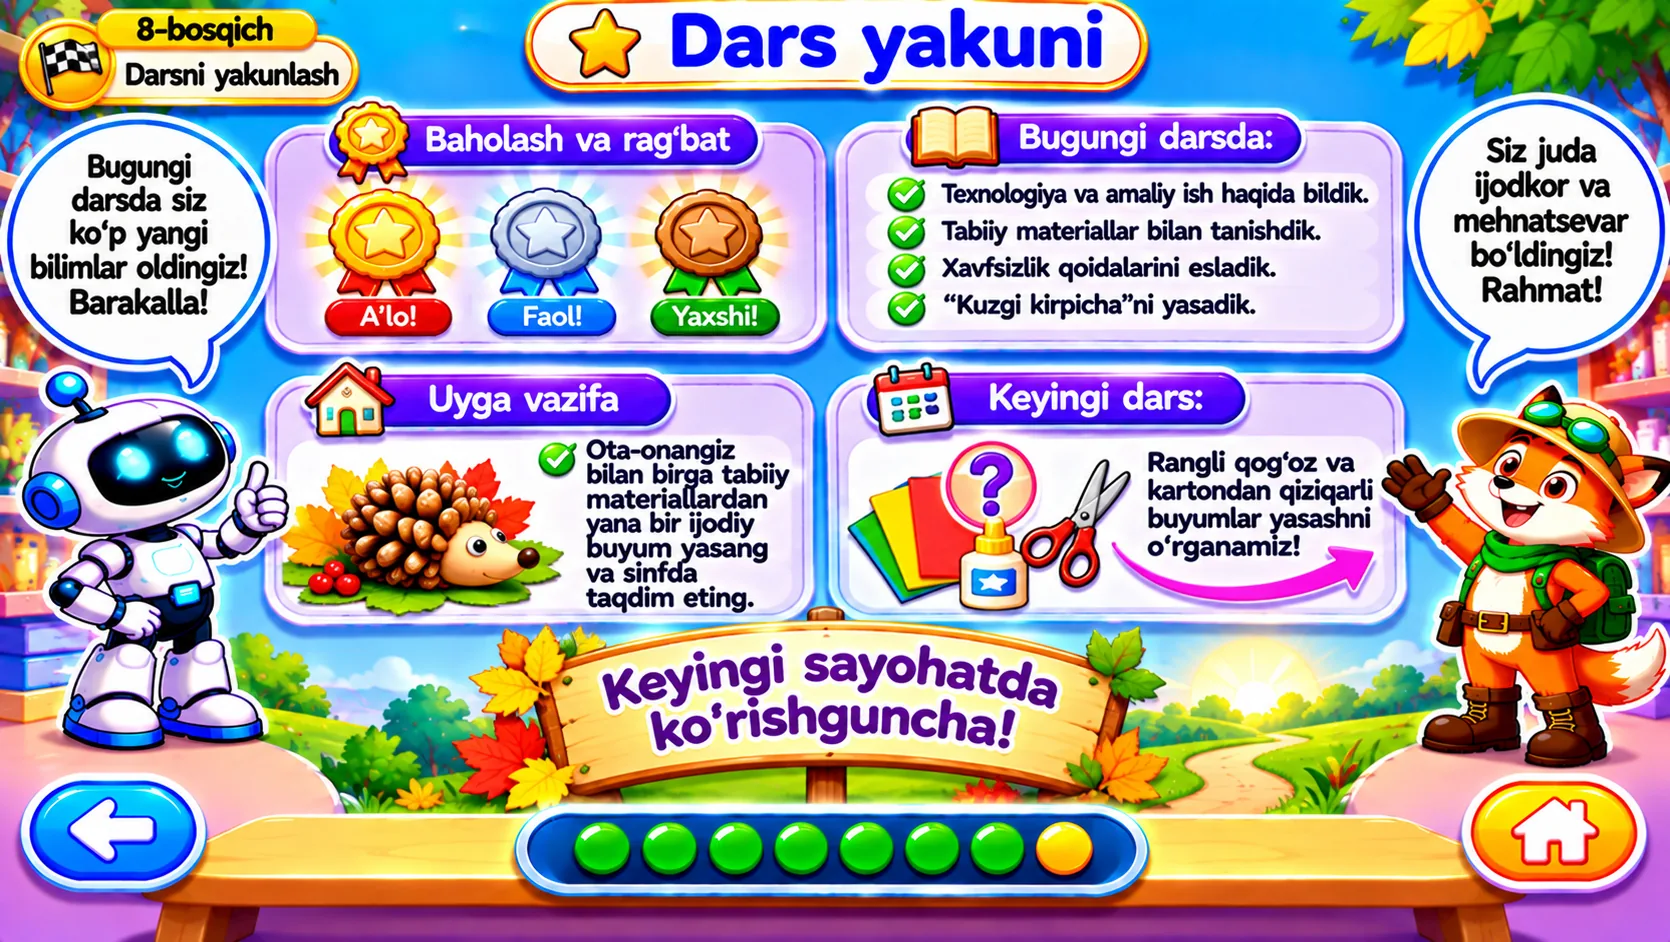 8-bosqich
Darsni yakunlash
Dars yakuni
Bugungi
darsda siz
ko‘p yangi
bilimlar oldingiz!
Barakalla!
Baholash va rag‘bat
A’lo!
Faol!
Yaxshi!
Bugungi darsda:
Texnologiya va amaliy ish haqida bildik.
Tabiiy materiallar bilan tanishdik.
Xavfsizlik qoidalarini esladik.
“Kuzgi kirpicha”ni yasadik.
Siz juda
ijodkor va
mehnatsevar
bo‘ldingiz!
Rahmat!
Uyga vazifa
Ota-onangiz
bilan birga tabiiy
materiallardan
yana bir ijodiy
buyum yasang
va sinfda
taqdim eting.
Keyingi dars:
?
Rangli qog‘oz va
kartondan qiziqarli
buyumlar yasashni
o‘rganamiz!
Keyingi sayohatda
ko‘rishguncha!